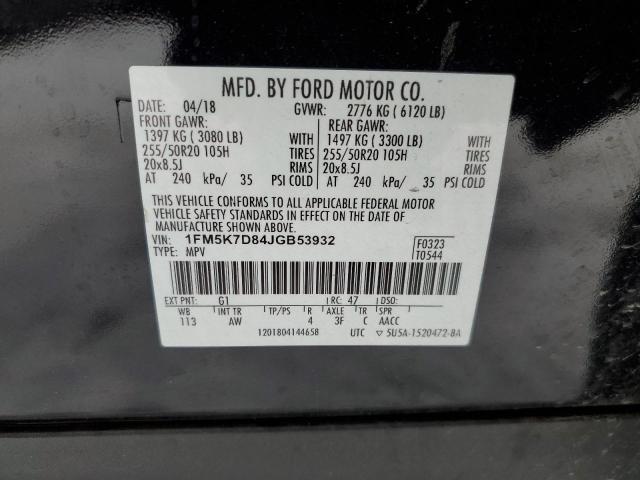 MFD. BY FORD MOTOR CO.
DATE: 04/18 GVWR: 2776 KG ( 6120 LB)
FRONT GAWR: REAR GAWR:
1397 KG ( 3080 LB) WITH 1497 KG ( 3300 LB) WITH
255/50R20 105H TIRES 255/50R20 105H TIRES
20x8.5J RIMS 20x8.5J RIMS
AT 240 kPa/ 35 PSI COLD AT 240 kPa/ 35 PSI COLD
THIS VEHICLE CONFORMS TO ALL APPLICABLE FEDERAL MOTOR
VEHICLE SAFETY AND THEFT PREVENTION STANDARDS IN
EFFECT ON THE DATE OF MANUFACTURE SHOWN ABOVE.
VIN: 1FM5K7D84JGB53932 F0323
TYPE: MPV T0544
EXT PNT: G1 RC: 47 DSO:
WB INT TR TP/PS R AXLE TR SPR
113 AW 4 3F C AACC
1201804144658 UTC ▽ 5U5A-1520472-BA